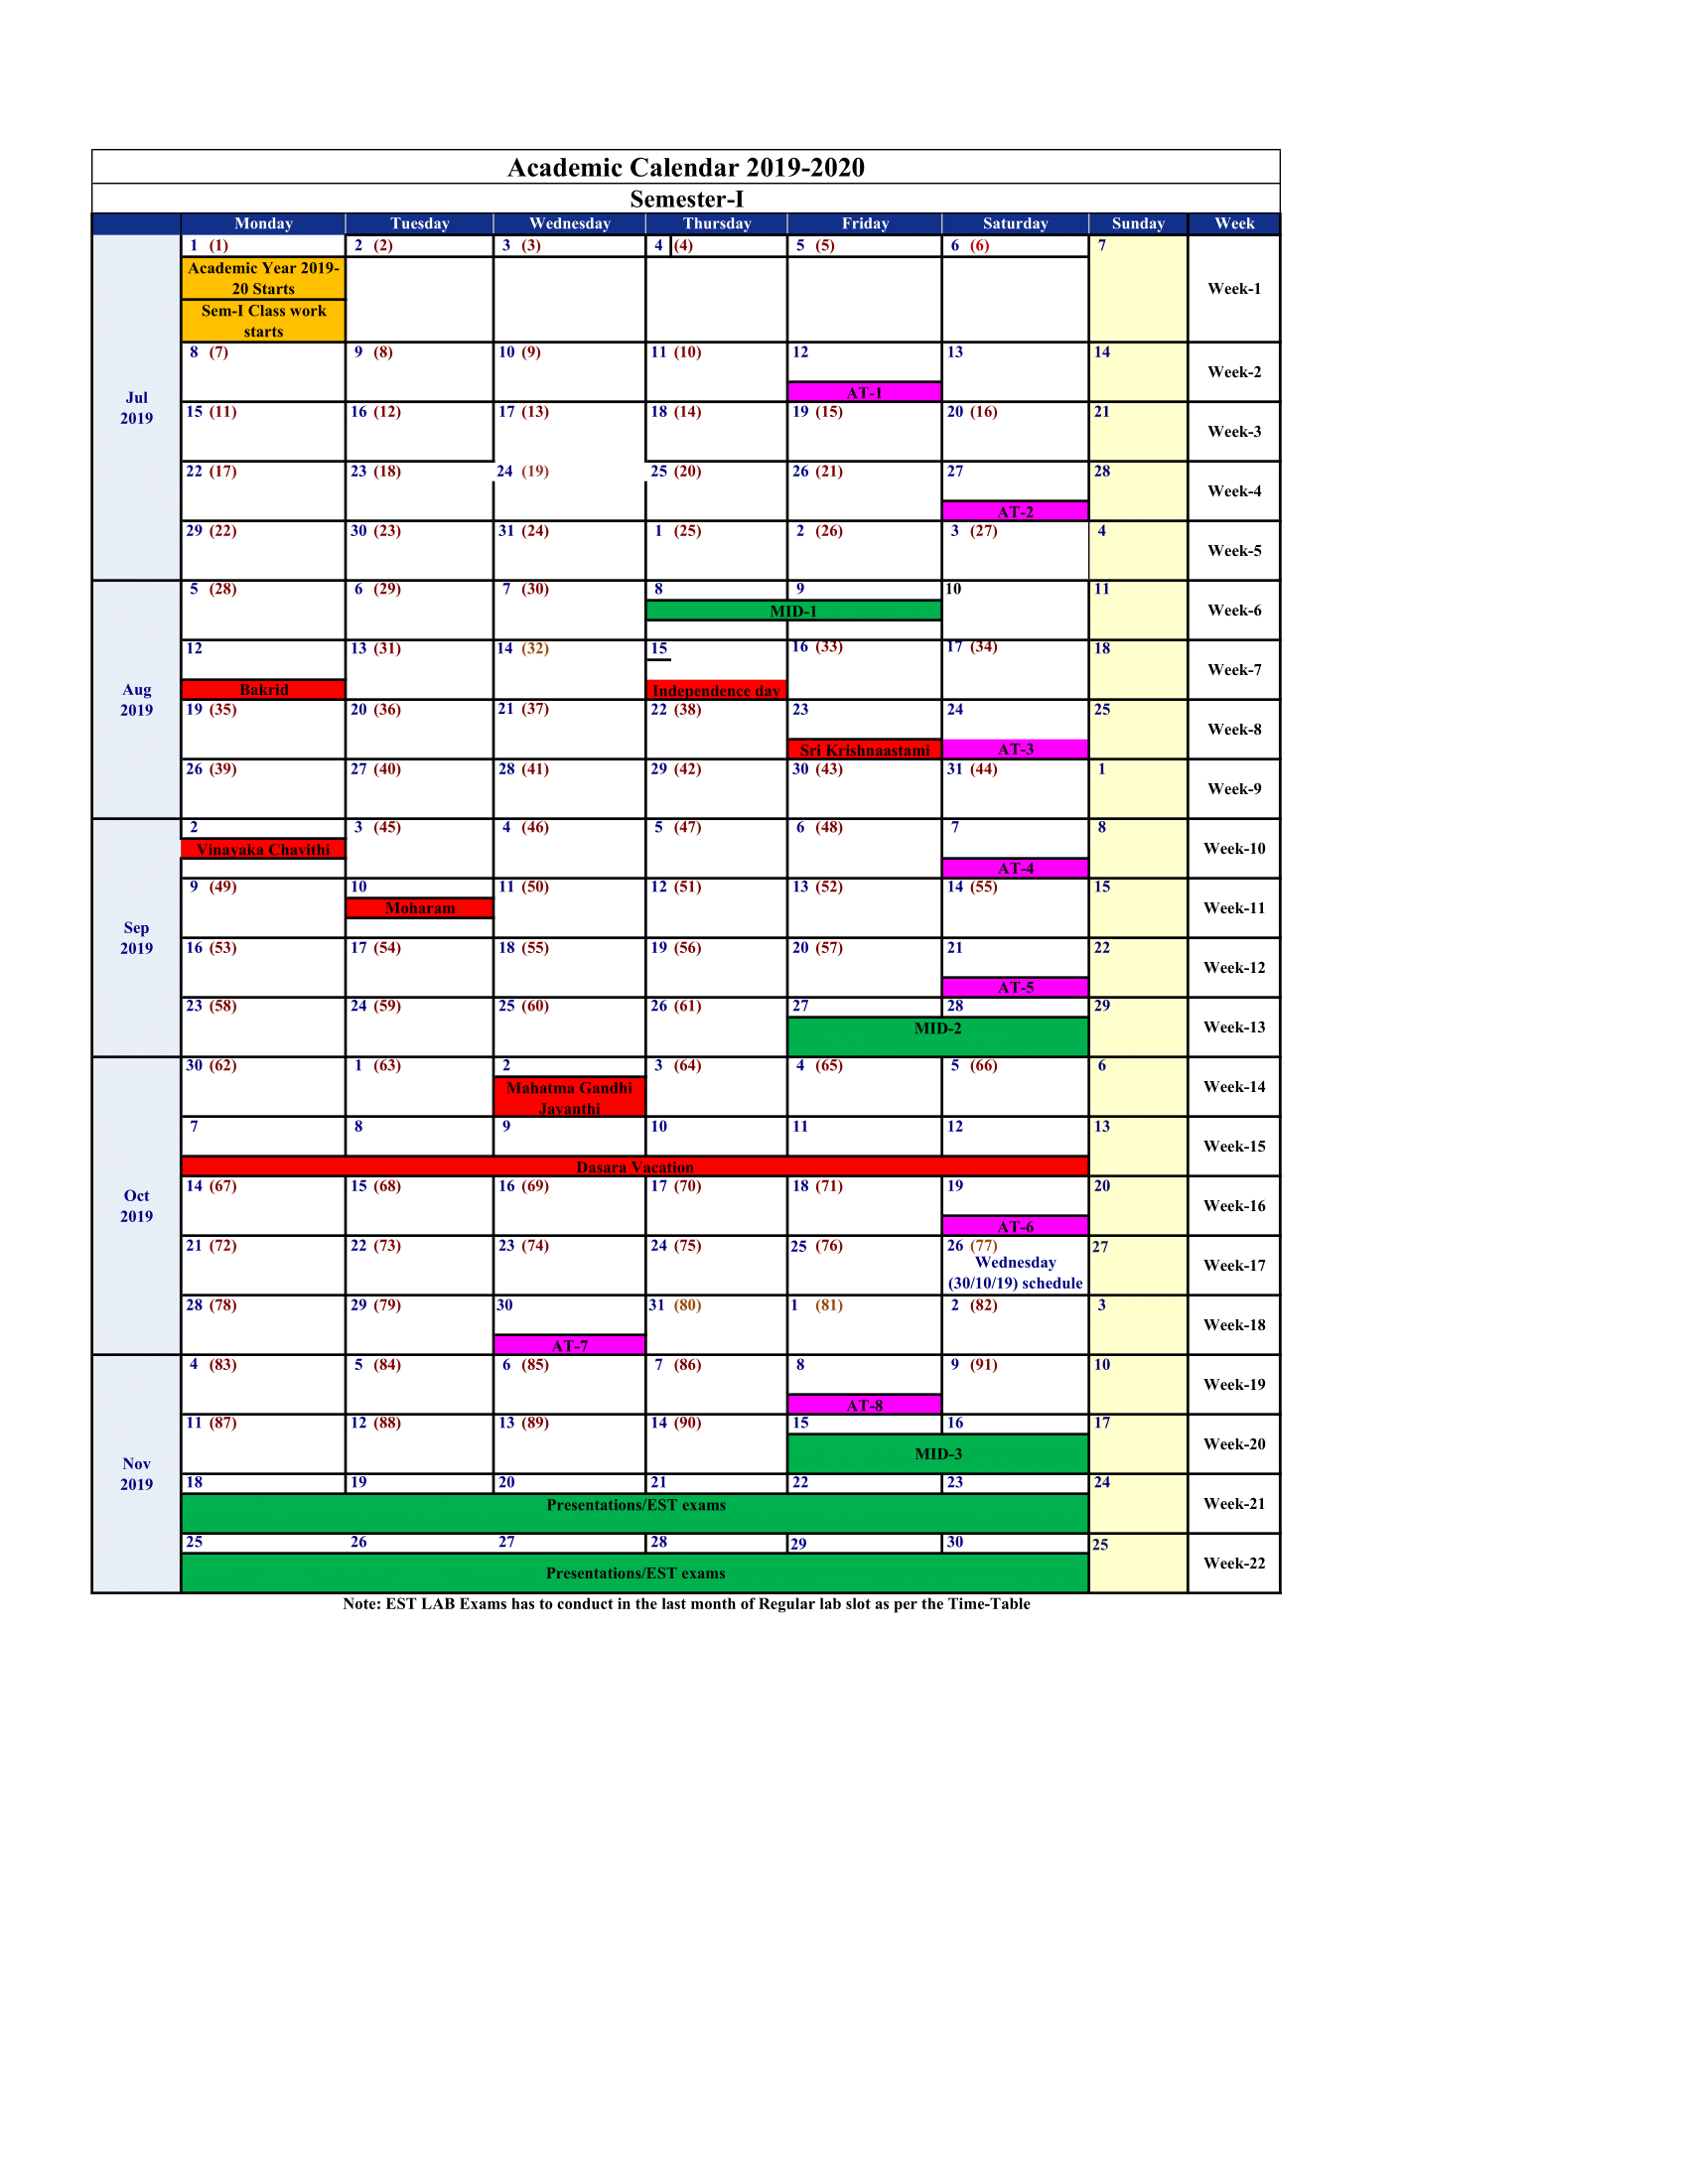 Academic Calendar 2019-2020
Semester-I
Monday Tuesday Wednesday Thursday Friday Saturday Sunday Week
1 (1) 2 (2) 3 (3) 4 (4) 5 (5) 6 (6) 7
Academic Year 2019-
20 Starts
Week-1
Sem-I Class work
starts
8 (7) 9 (8) 10 (9) 11 (10) 12 13 14
Week-2
AT-1
Jul
2019
15 (11) 16 (12) 17 (13) 18 (14) 19 (15) 20 (16) 21
Week-3
22 (17) 23 (18) 24 (19) 25 (20) 26 (21) 27 28
Week-4
AT-2
29 (22) 30 (23) 31 (24) 1 (25) 2 (26) 3 (27) 4
Week-5
5 (28) 6 (29) 7 (30) 8 9 10 11
MID-1
Week-6
12 13 (31) 14 (32) 15 16 (33) 17 (34) 18
Week-7
Bakrid Independence day
Aug
2019
19 (35) 20 (36) 21 (37) 22 (38) 23 24 25
Week-8
Sri Krishnaastami AT-3
26 (39) 27 (40) 28 (41) 29 (42) 30 (43) 31 (44) 1
Week-9
2 3 (45) 4 (46) 5 (47) 6 (48) 7 8
Vinayaka Chavithi
Week-10
AT-4
9 (49) 10 11 (50) 12 (51) 13 (52) 14 (55) 15
Moharam
Week-11
Sep
2019
16 (53) 17 (54) 18 (55) 19 (56) 20 (57) 21 22
Week-12
AT-5
23 (58) 24 (59) 25 (60) 26 (61) 27 28 29
MID-2
Week-13
30 (62) 1 (63) 2 3 (64) 4 (65) 5 (66) 6
Mahatma Gandhi
Jayanthi
Week-14
7 8 9 10 11 12 13
Week-15
Dasara Vacation
14 (67) 15 (68) 16 (69) 17 (70) 18 (71) 19 20
Oct
2019
Week-16
AT-6
21 (72) 22 (73) 23 (74) 24 (75) 25 (76) 26 (77) 27
Wednesday
(30/10/19) schedule
Week-17
28 (78) 29 (79) 30 31 (80) 1 (81) 2 (82) 3
Week-18
AT-7
4 (83) 5 (84) 6 (85) 7 (86) 8 9 (91) 10
Week-19
AT-8
11 (87) 12 (88) 13 (89) 14 (90) 15 16 17
MID-3
Week-20
Nov
2019
18 19 20 21 22 23 24
Presentations/EST exams
Week-21
25 26 27 28 29 30 25
Presentations/EST exams
Week-22
Note: EST LAB Exams has to conduct in the last month of Regular lab slot as per the Time-Table